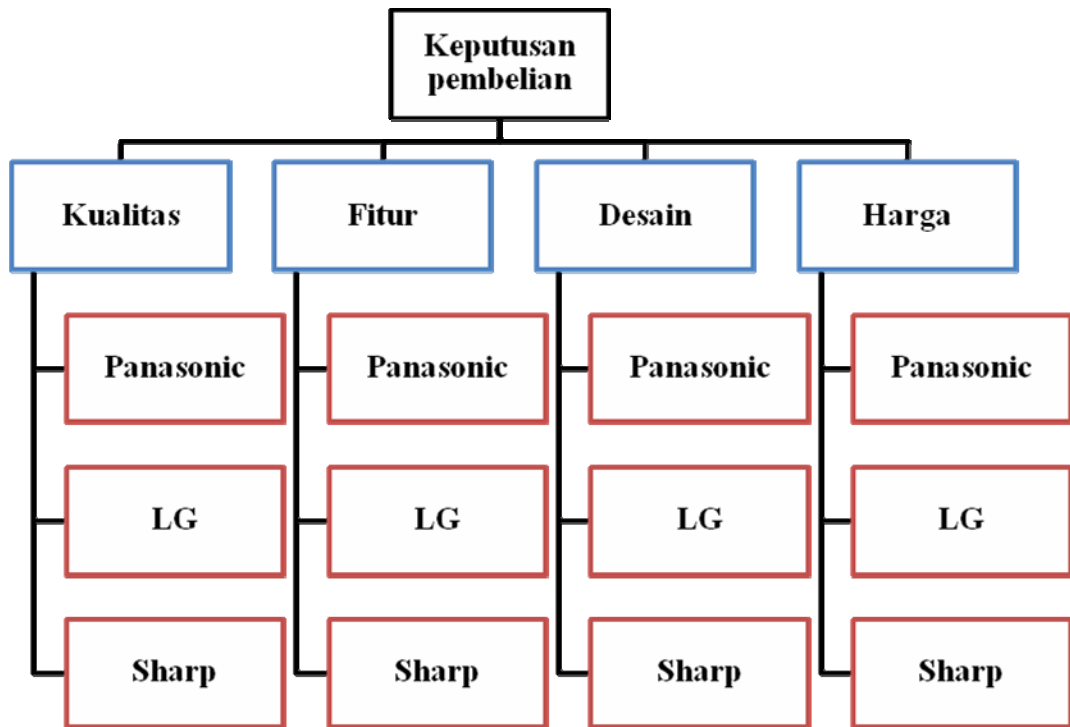 Keputusan
pembelian
Kualitas
Fitur
Desain
Harga
Panasonic
Panasonic
Panasonic
Panasonic
LG
LG
LG
LG
Sharp
Sharp
Sharp
Sharp